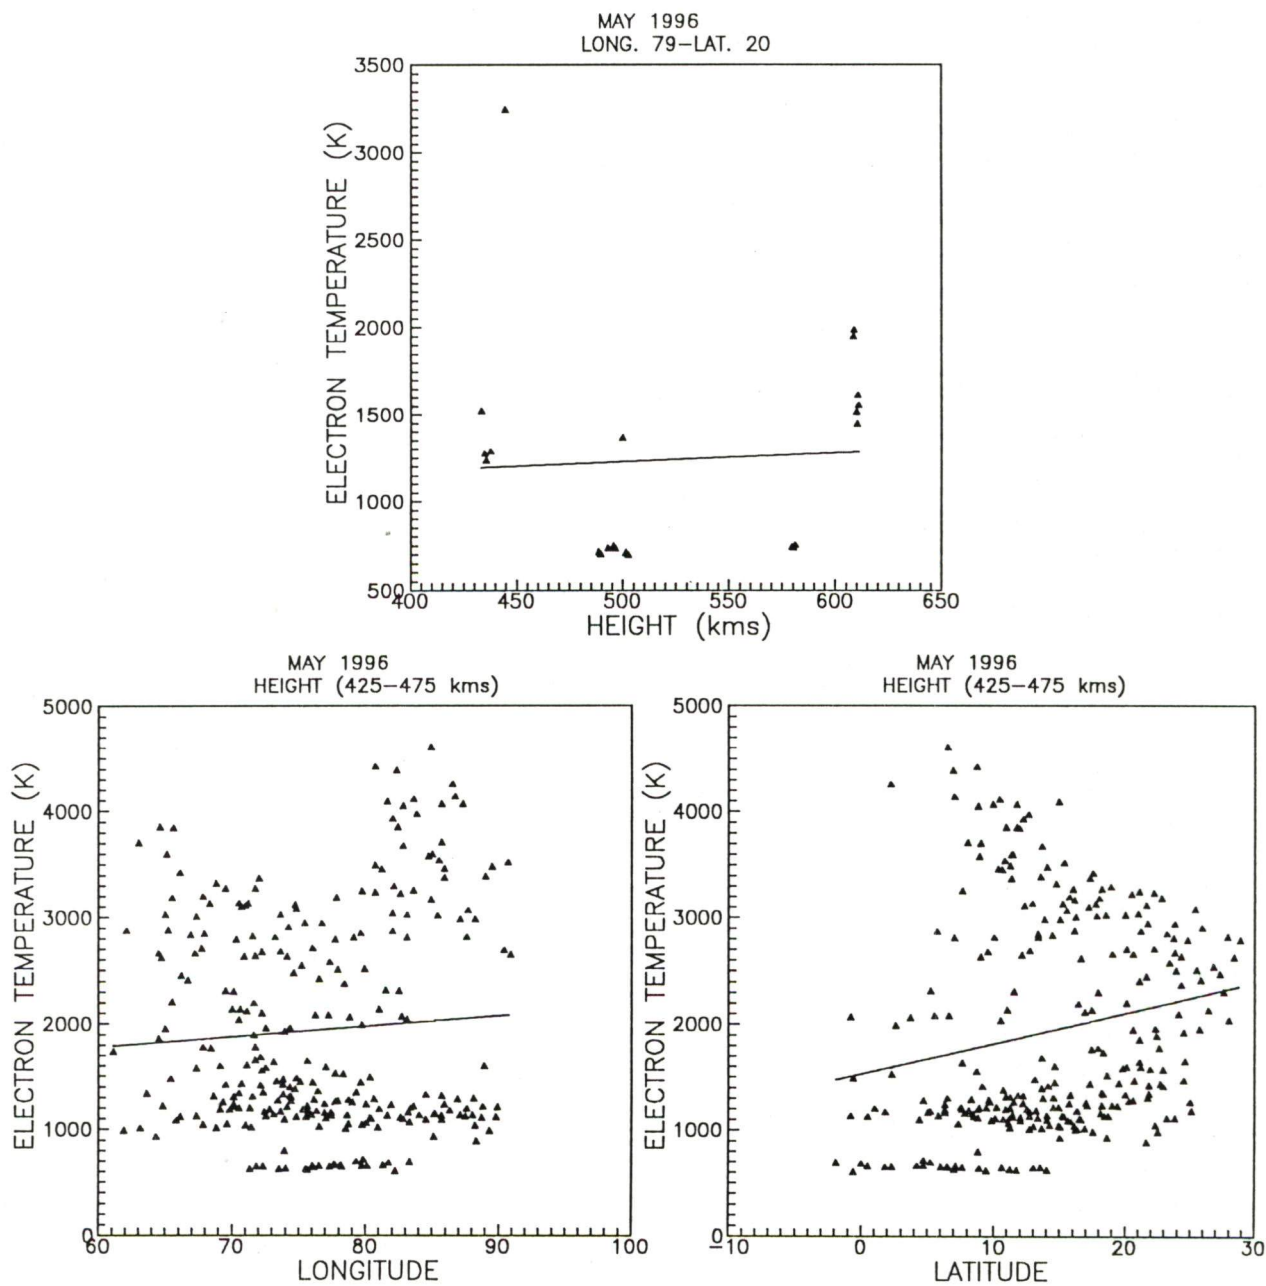 MAY 1996
LONG. 79-LAT. 20
3500
3000
2500
2000
1500
1000
500
ELECTRON TEMPERATURE (K)
400 450 500 550 600 650
HEIGHT (kms)
MAY 1996
HEIGHT (425-475 kms)
5000
4000
3000
2000
1000
0
ELECTRON TEMPERATURE (K)
60 70 80 90 100
LONGITUDE
MAY 1996
HEIGHT (425-475 kms)
5000
4000
3000
2000
1000
0
ELECTRON TEMPERATURE (K)
-10 0 10 20 30
LATITUDE